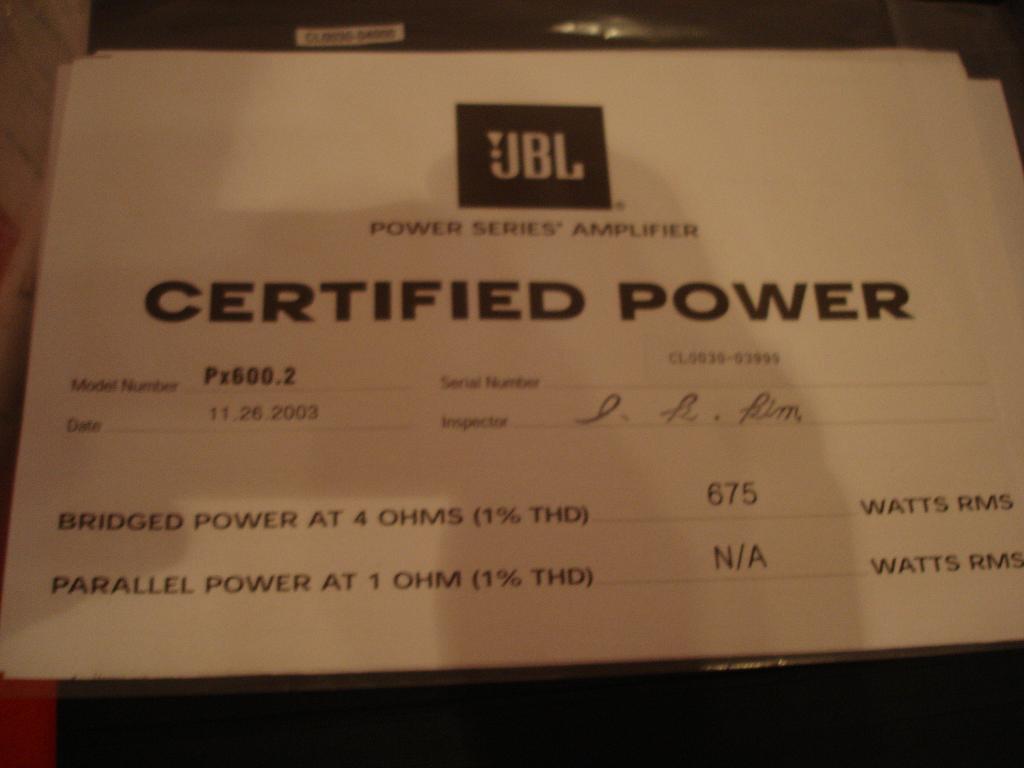 CL0030-04000
JBL®
POWER SERIES® AMPLIFIER
CERTIFIED POWER
Model Number Px600.2 Serial Number CL0030-03999
Date 11.26.2003 Inspector
BRIDGED POWER AT 4 OHMS (1% THD) 675 WATTS RMS
PARALLEL POWER AT 1 OHM (1% THD) N/A WATTS RMS